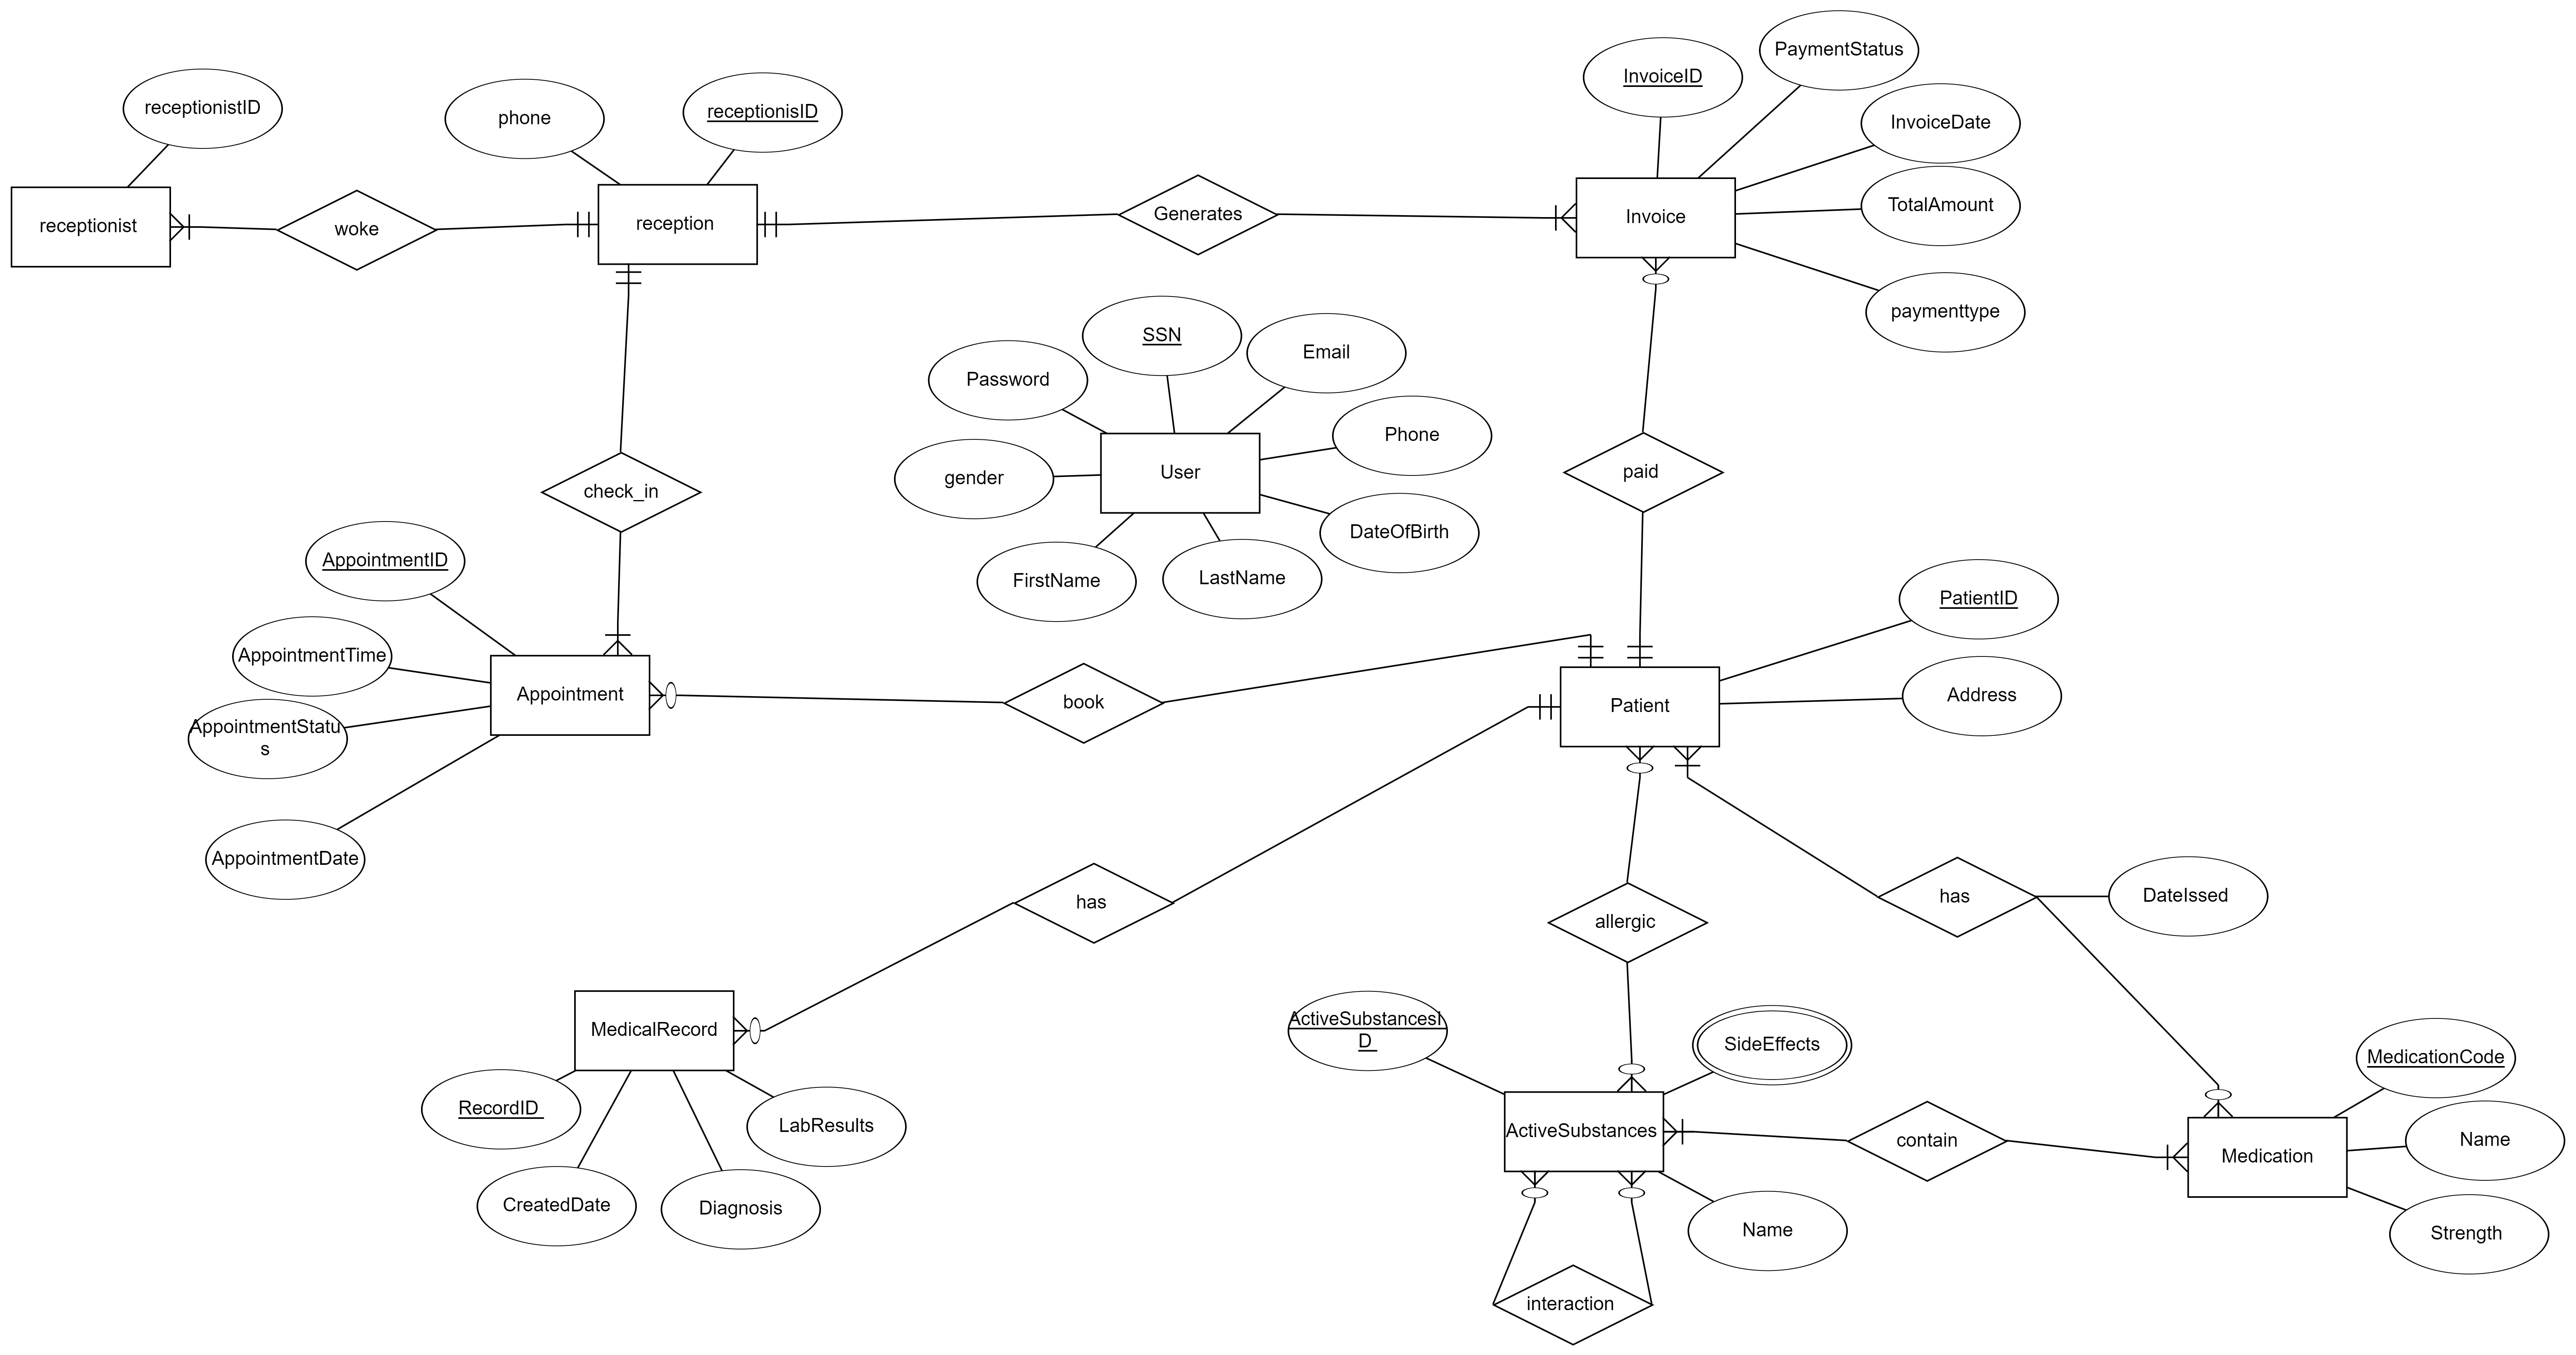 PaymentStatus
InvoiceID
receptionistID
phone
receptionisID
InvoiceDate
TotalAmount
receptionist
woke
reception
Generates
Invoice
paymenttype
SSN
Email
Password
Phone
User
gender
paid
check_in
DateOfBirth
AppointmentID
FirstName
LastName
PatientID
AppointmentTime
Appointment
book
Patient
Address
AppointmentStatu
s
AppointmentDate
has
allergic
has
DateIssed
MedicalRecord
ActiveSubstancesI
D
SideEffects
MedicationCode
RecordID
LabResults
ActiveSubstances
contain
Name
Medication
CreatedDate
Diagnosis
Name
Strength
interaction